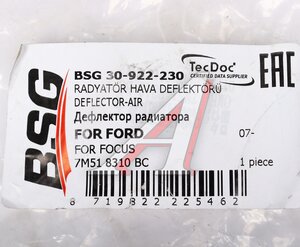 BSG
BSG 30-922-230
TecDoc
CERTIFIED DATA SUPPLIER
EAC
RADYATÖR HAVA DEFLEKTÖRÜ
DEFLECTOR-AIR
Дефлектор радиатора
FOR FORD
07-
FOR FOCUS
7M51 8310 BC
1 piece
8 719822 225462